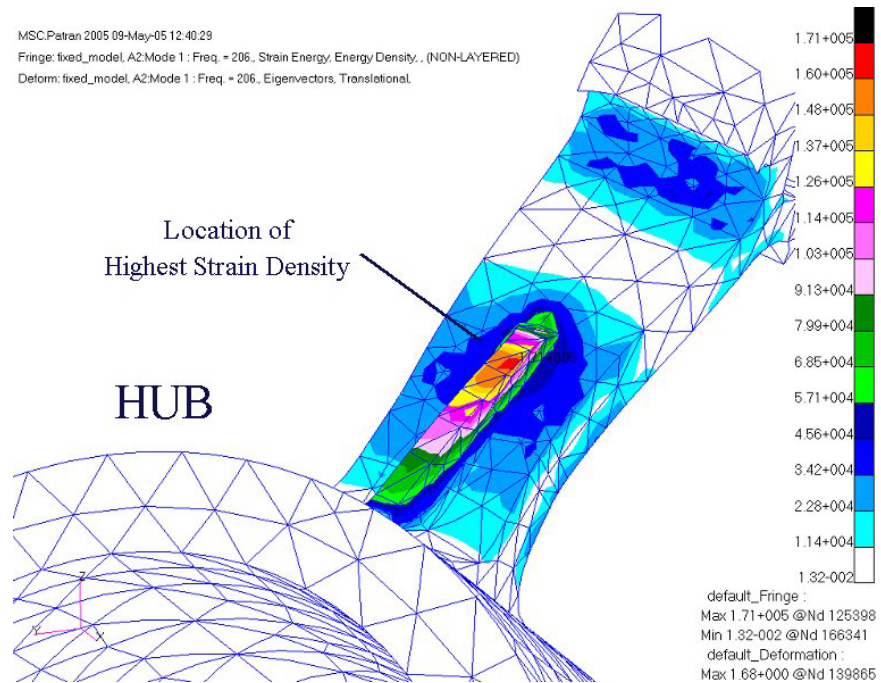 MSC.Patran 2005 09-May-05 12:40:29
Fringe: fixed_model, A2:Mode 1 : Freq. = 206., Strain Energy, Energy Density, , (NON-LAYERED)
Deform: fixed_model, A2:Mode 1 : Freq. = 206., Eigenvectors, Translational,
1.71+005
1.60+005
1.48+005
1.37+005
1.26+005
1.14+005
1.03+005
9.13+004
7.99+004
6.85+004
5.71+004
4.56+004
3.42+004
2.28+004
1.14+004
1.32-002
Location of
Highest Strain Density
1.71+005
HUB
Z
Y
X
default_Fringe :
Max 1.71+005 @Nd 125398
Min 1.32-002 @Nd 166341
default_Deformation :
Max 1.68+000 @Nd 139865